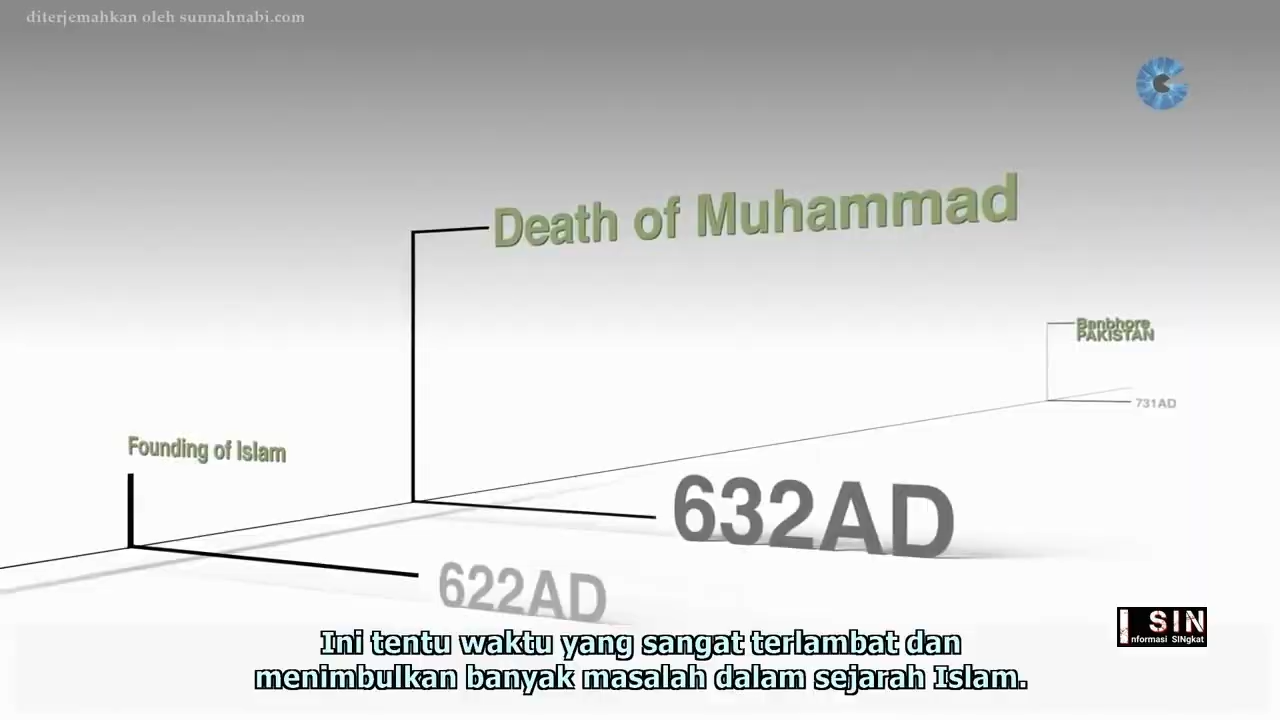 diterjemahkan oleh sunnahnabi.com
Death of Muhammad
Banbhore
PAKISTAN
731AD
Founding of Islam
632AD
622AD
I SIN
Informasi SINgkat
Ini tentu waktu yang sangat terlambat dan
menimbulkan banyak masalah dalam sejarah Islam.